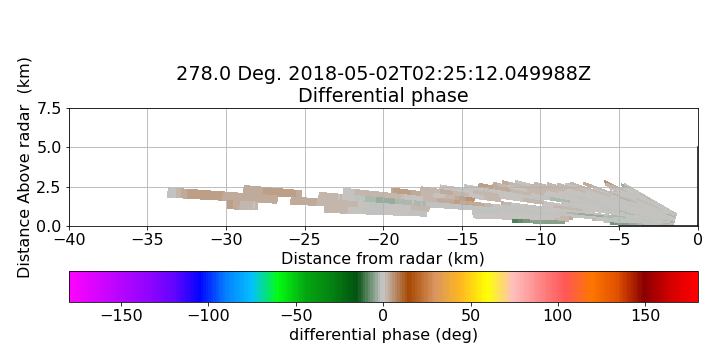 278.0 Deg. 2018-05-02T02:25:12.049988Z
Differential phase
Distance Above radar  (km)
7.5
5.0
2.5
0.0
−40 −35 −30 −25 −20 −15 −10 −5 0
Distance from radar (km)
−150 −100 −50 0 50 100 150
differential phase (deg)